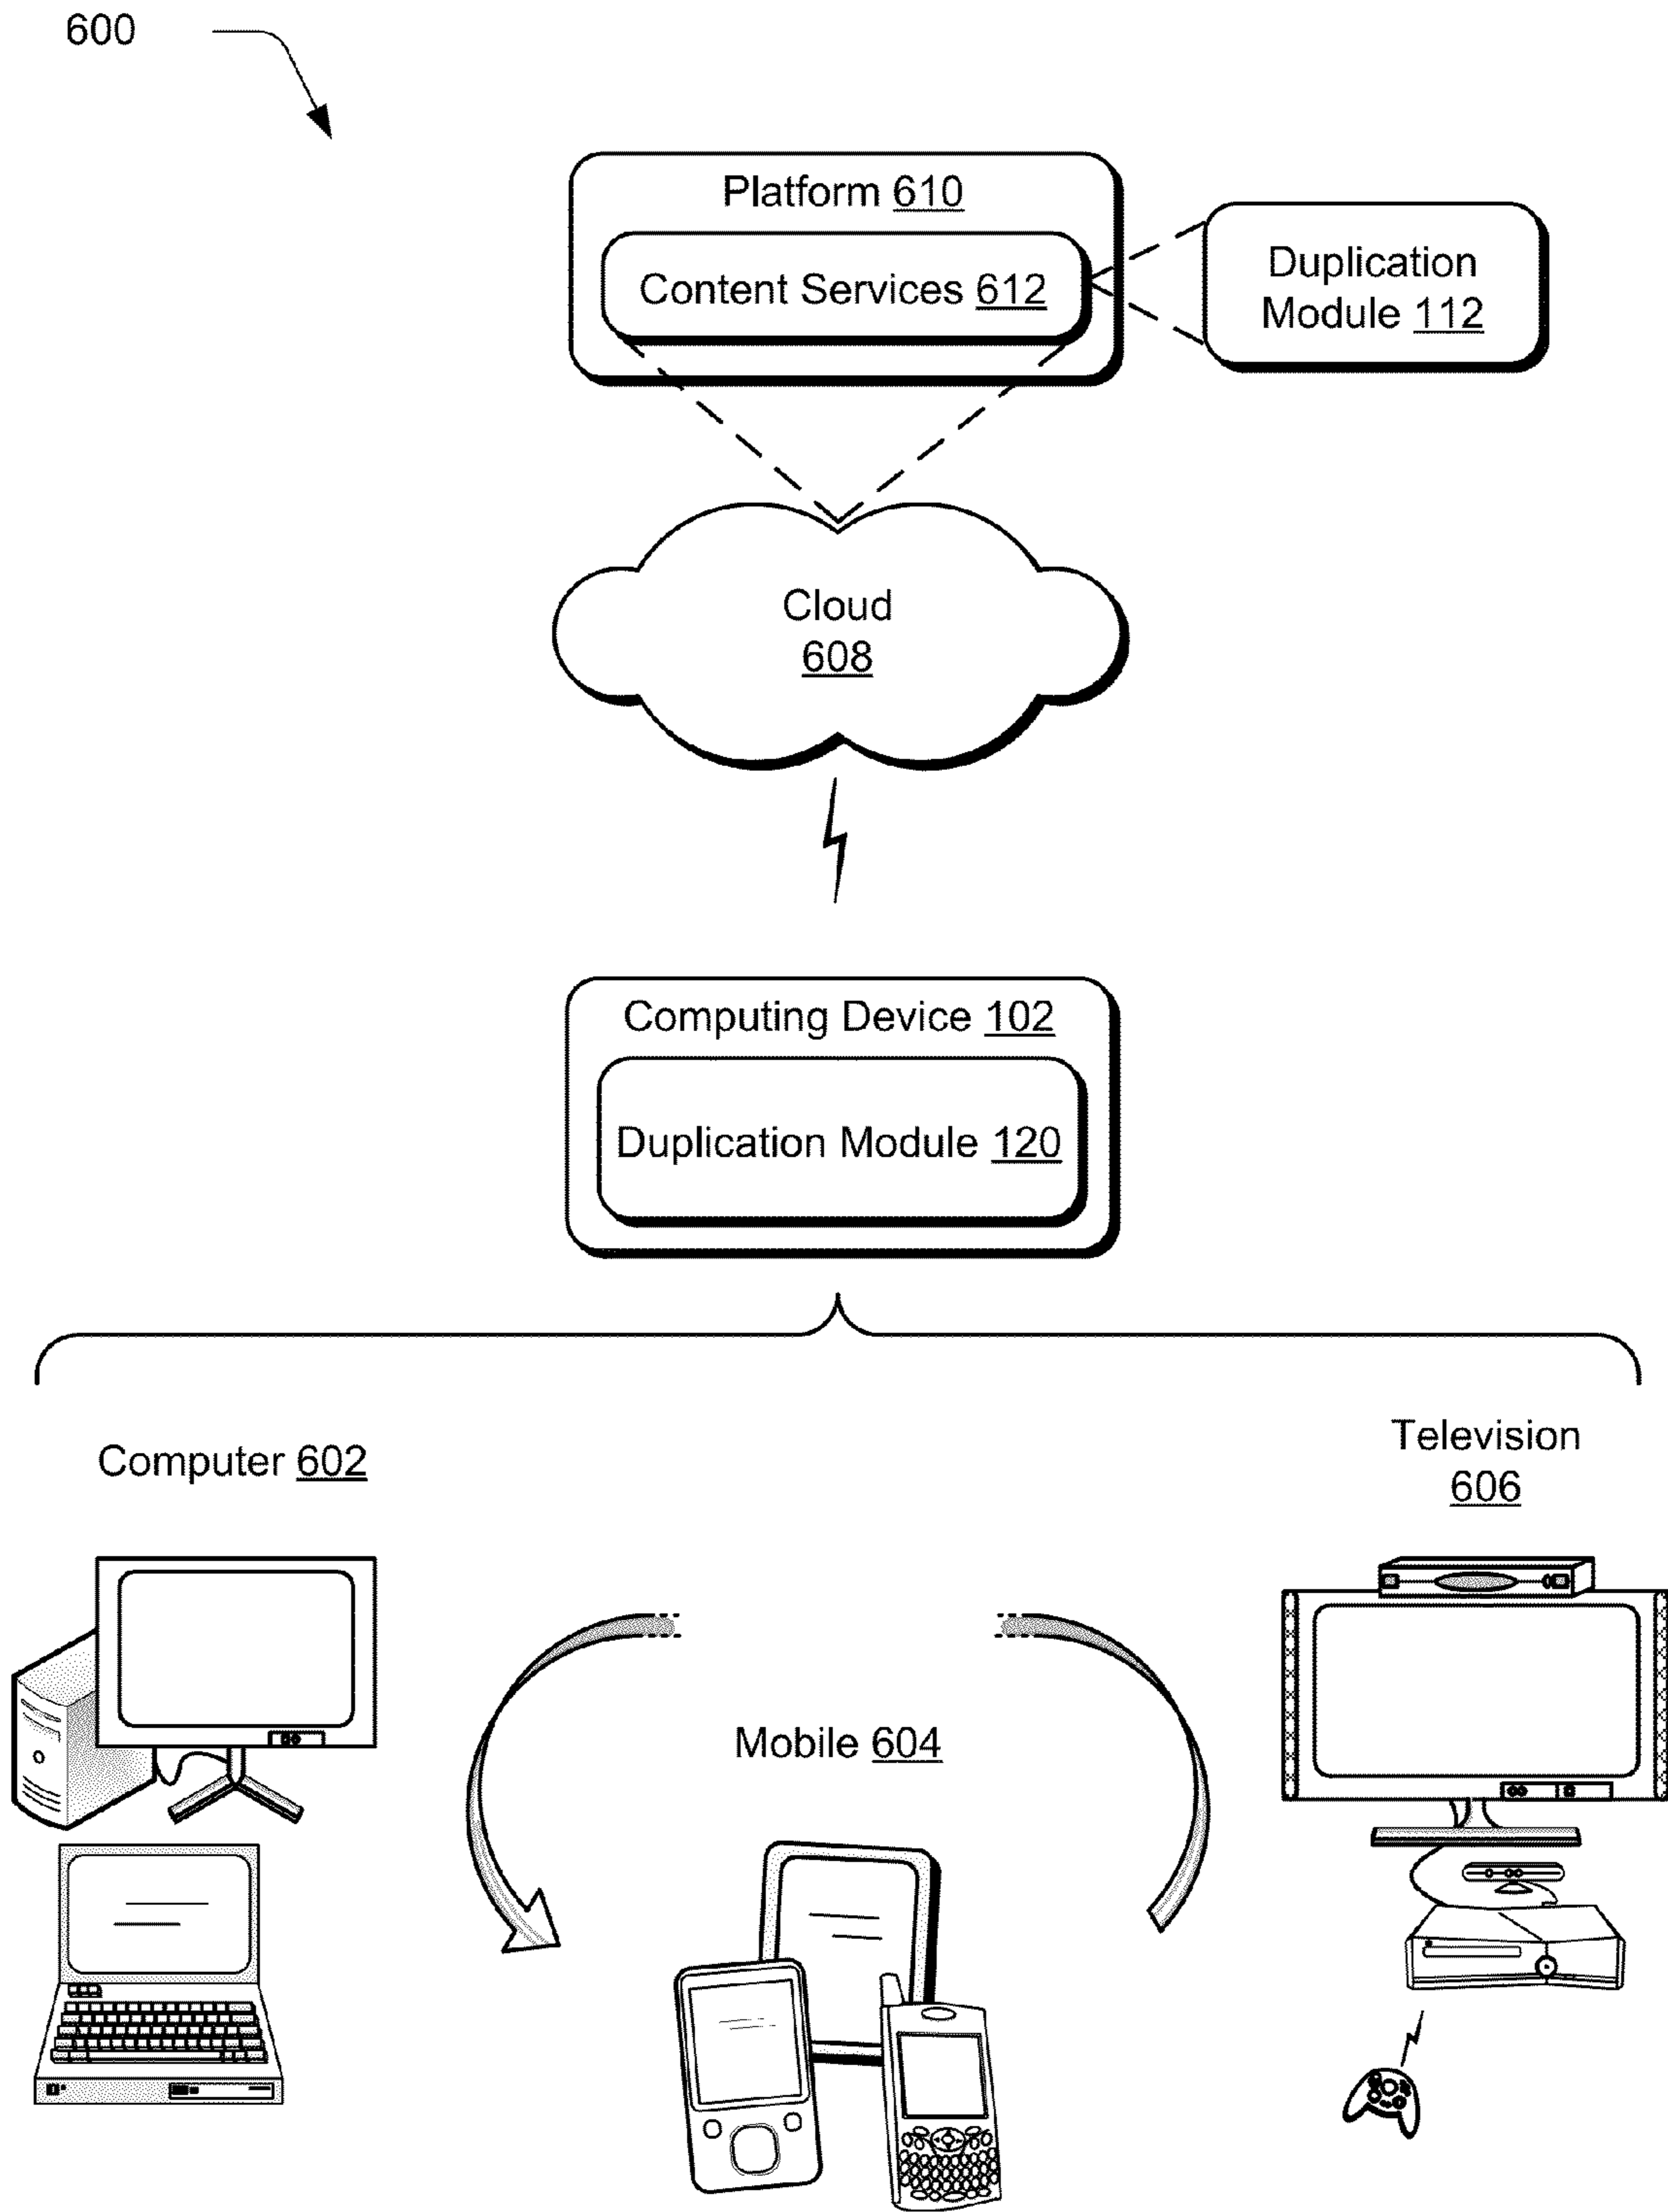 600
Platform 610
Content Services 612
Duplication
Module 112
Cloud
608
Computing Device 102
Duplication Module 120
Computer 602
Television
606
Mobile 604